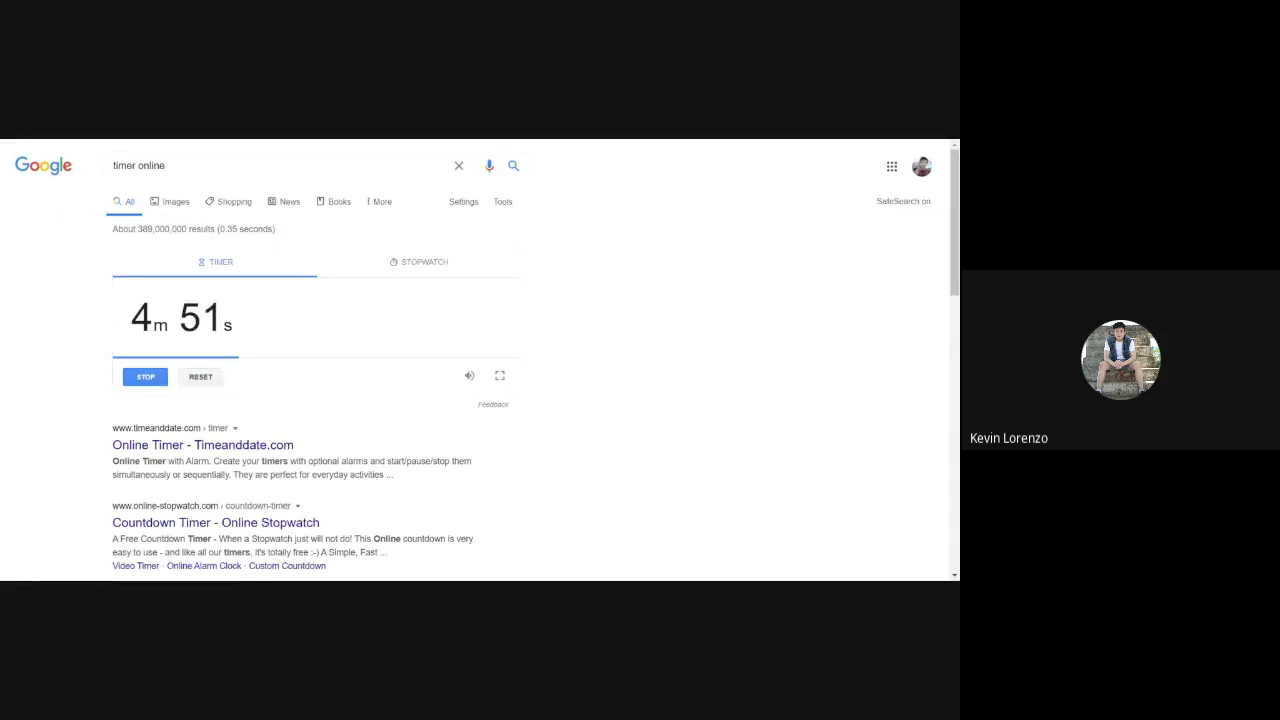 Google
timer online
All Images Shopping News Books More Settings Tools
SafeSearch on
About 389,000,000 results (0.35 seconds)
TIMER STOPWATCH
4m 51s
STOP RESET
Feedback
www.timeanddate.com › timer
Online Timer - Timeanddate.com
Online Timer with Alarm. Create your timers with optional alarms and start/pause/stop them
simultaneously or sequentially. They are perfect for everyday activities ...
www.online-stopwatch.com › countdown-timer
Countdown Timer - Online Stopwatch
A Free Countdown Timer - When a Stopwatch just will not do! This Online countdown is very
easy to use - and like all our timers, it's totally free :-) A Simple, Fast ...
Video Timer · Online Alarm Clock · Custom Countdown
Kevin Lorenzo